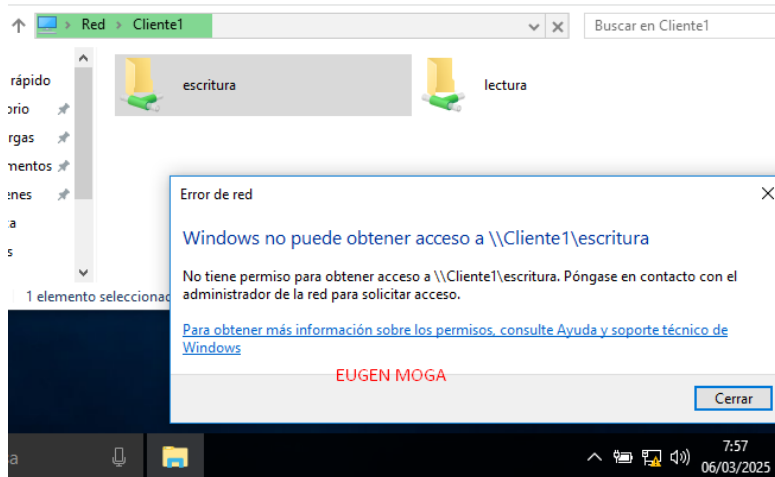 Red > Cliente1
Buscar en Cliente1
rápido
orio
rgas
mentos
enes
:a
s
escritura
lectura
1 elemento seleccionac
Error de red
Windows no puede obtener acceso a \\Cliente1\escritura
No tiene permiso para obtener acceso a \\Cliente1\escritura. Póngase en contacto con el
administrador de la red para solicitar acceso.
Para obtener más información sobre los permisos, consulte Ayuda y soporte técnico de
Windows
EUGEN MOGA
Cerrar
a
7:57
06/03/2025